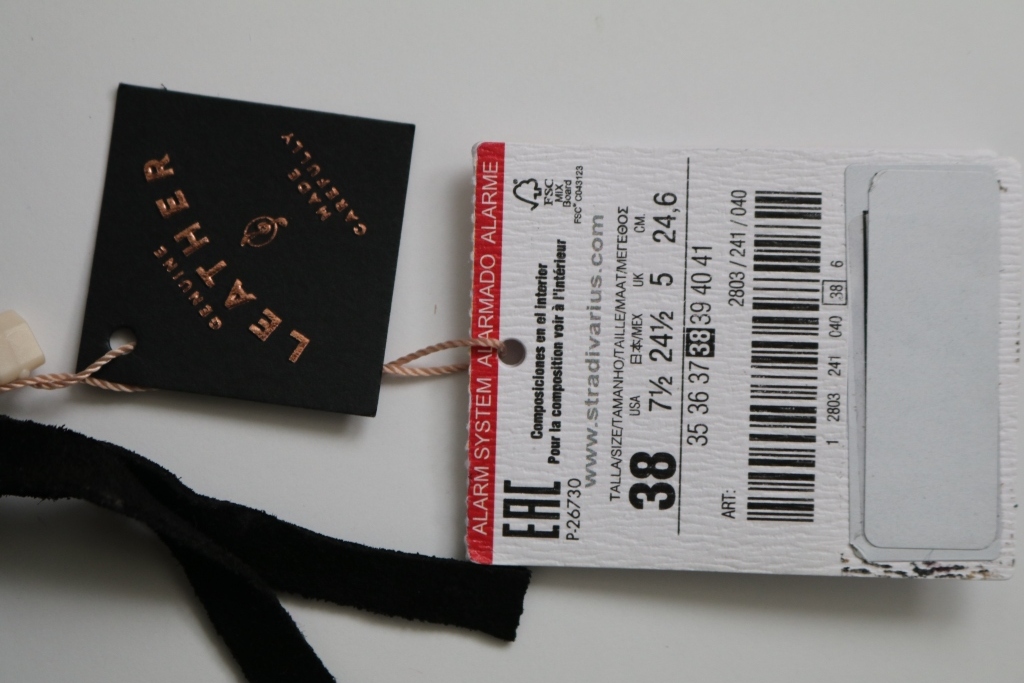 GENUINE
LEATHER
MADE
CAREFULLY
ALARM SYSTEM ALARMADO ALARME
EAC
P-26730
Composiciones en el interior
Pour la composition voir à l'intérieur
FSC
MIX
Board
FSC® C043123
www.stradivarius.com
TALLA/SIZE/TAMANHO/TAILLE/MAAT/ΜΕΓΕΘΟΣ
USA 日本/MEX UK CM.
38 7½ 24½ 5 24,6
35 36 37 38 39 40 41
ART: 2803 / 241 / 040
1 2803 241 040 38 6